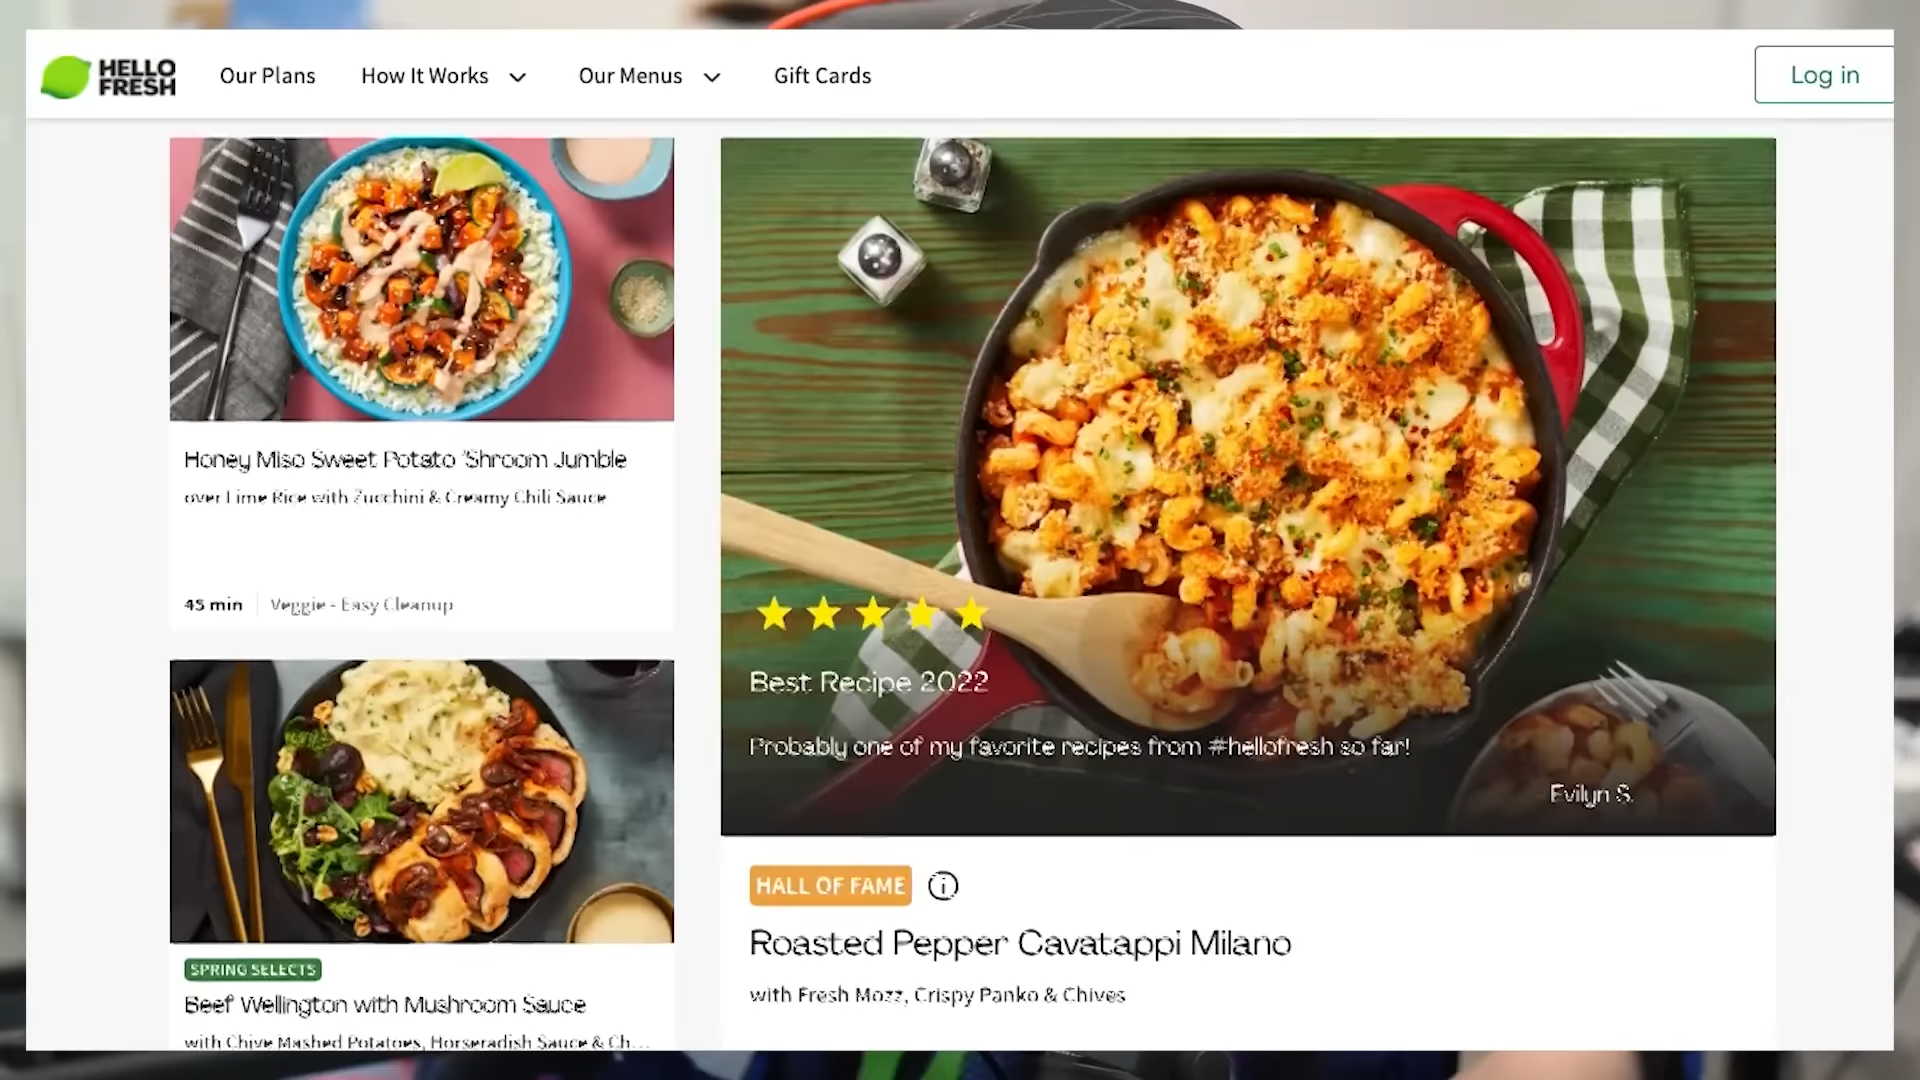 HELLO
FRESH
Our Plans
How It Works
Our Menus
Gift Cards
Log in
Honey Miso Sweet Potato 'Shroom Jumble
over Lime Rice with Zucchini & Creamy Chili Sauce
45 min
Veggie - Easy Cleanup
SPRING SELECTS
Beef Wellington with Mushroom Sauce
with Chive Mashed Potatoes, Horseradish Sauce & Ch...
Best Recipe 2022
Probably one of my favorite recipes from #hellofresh so far!
Evilyn S.
HALL OF FAME
Roasted Pepper Cavatappi Milano
with Fresh Mozz, Crispy Panko & Chives